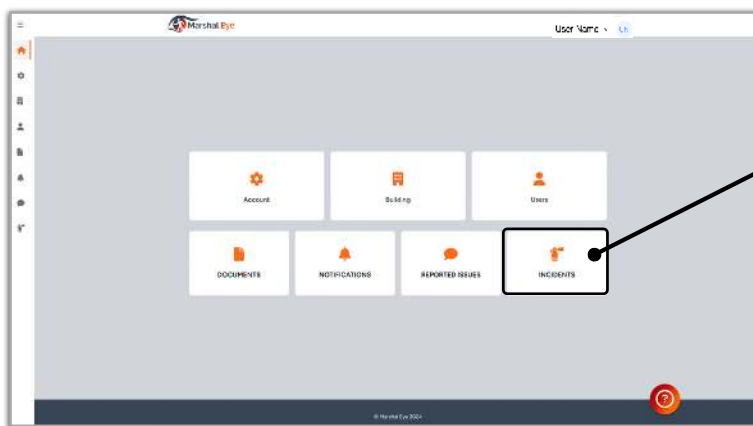 Marshal Eye
User Name
Account
Building
Users
DOCUMENTS
NOTIFICATIONS
REPORTED ISSUES
INCIDENTS
?
© Marshal Eye 2024